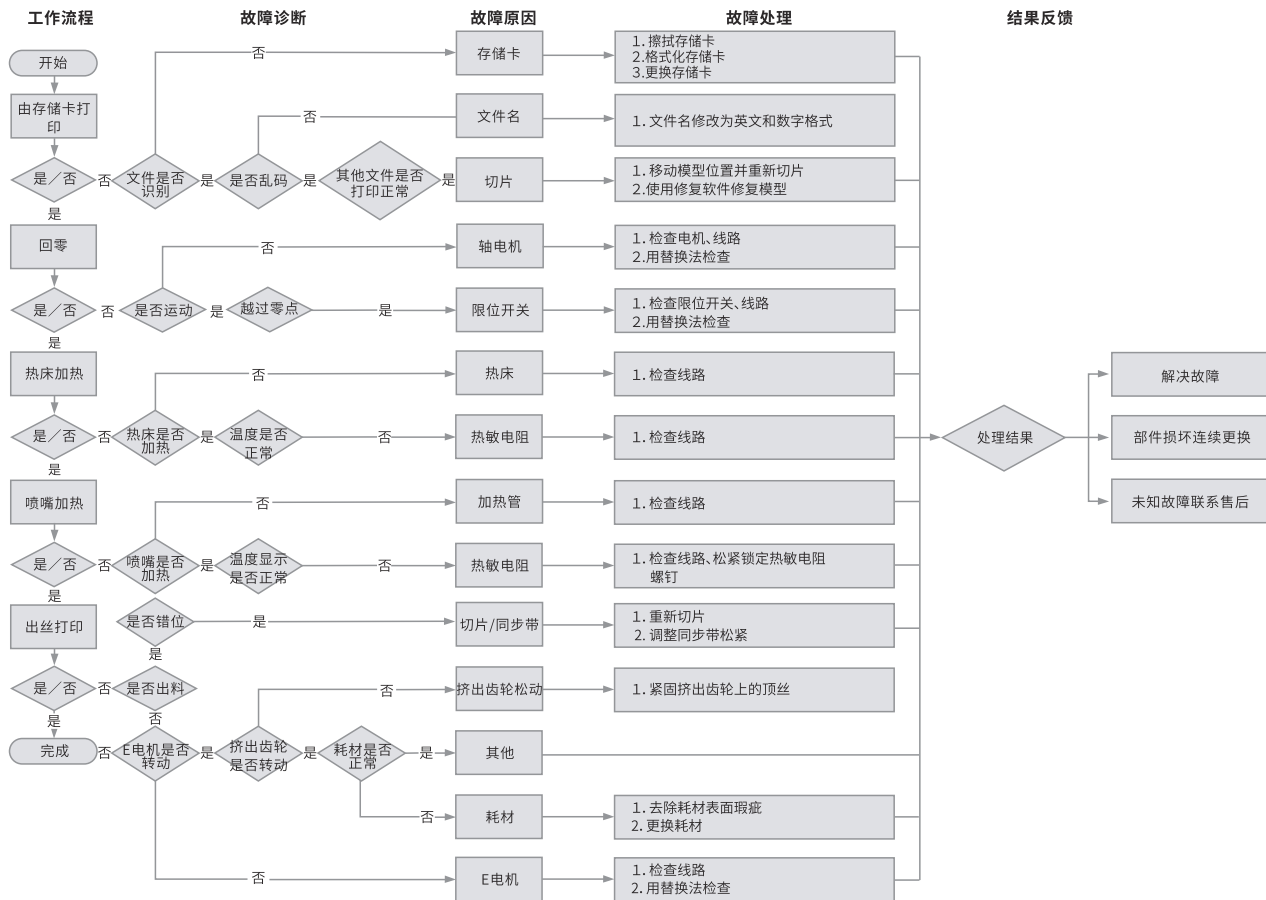 工作流程
故障诊断
故障原因
故障处理
结果反馈
开始
由存储卡打
印
是／否
否
文件是否
识别
否
是
是否乱码
否
是
其他文件是否
打印正常
是
存储卡
1. 擦拭存储卡
2.格式化存储卡
3.更换存储卡
文件名
1. 文件名修改为英文和数字格式
切片
1. 移动模型位置并重新切片
2.使用修复软件修复模型
是
回零
是／否
否
是否运动
否
是
越过零点
是
轴电机
1. 检查电机、线路
2.用替换法检查
限位开关
1. 检查限位开关、线路
2.用替换法检查
是
热床加热
是／否
否
热床是否
加热
否
是
温度是否
正常
否
热床
1. 检查线路
热敏电阻
1. 检查线路
处理结果
解决故障
部件损坏连续更换
未知故障联系售后
是
喷嘴加热
是／否
否
喷嘴是否
加热
否
是
温度显示
是否正常
否
加热管
1. 检查线路
热敏电阻
1. 检查线路、松紧锁定热敏电阻
螺钉
是
出丝打印
是否错位
是
切片/同步带
1. 重新切片
2. 调整同步带松紧
是
是／否
否
是否出料
否
挤出齿轮松动
1. 紧固挤出齿轮上的顶丝
否
是
完成
否
E电机是否
转动
是
挤出齿轮
是否转动
是
耗材是否
正常
是
其他
否
耗材
1. 去除耗材表面瑕疵
2. 更换耗材
否
E电机
1. 检查线路
2. 用替换法检查